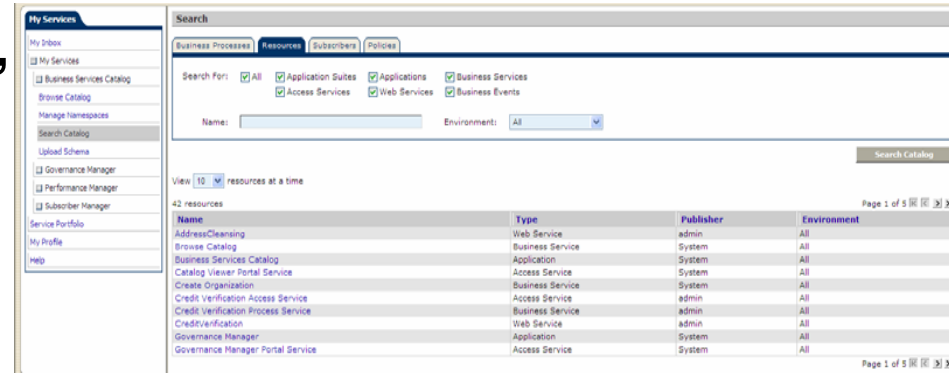 ,
My Services
My Inbox
My Services
Business Services Catalog
Browse Catalog
Manage Namespaces
Search Catalog
Upload Schema
Governance Manager
Performance Manager
Subscriber Manager
Service Portfolio
My Profile
Help
Search
Business Processes Resources Subscribers Policies
Search For: All Application Suites Applications Business Services
Access Services Web Services Business Events
Name: Environment: All
Search Catalog
View 10 resources at a time
42 resources Page 1 of 5
Name Type Publisher Environment
AddressCleansing Web Service admin All
Browse Catalog Business Service System All
Business Services Catalog Application System All
Catalog Viewer Portal Service Access Service System All
Create Organization Business Service System All
Credit Verification Access Service Access Service admin All
Credit Verification Process Service Business Service admin All
CreditVerification Web Service admin All
Governance Manager Application System All
Governance Manager Portal Service Access Service System All
Page 1 of 5